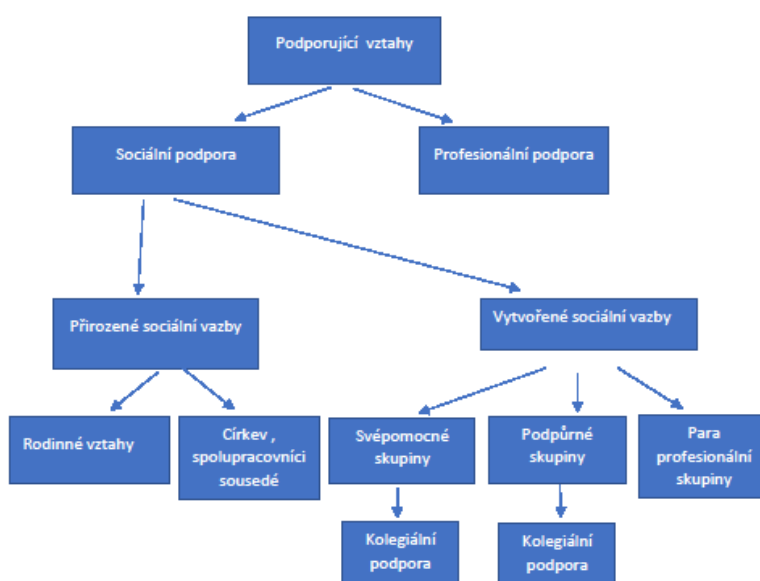 Podporující vztahy
Sociální podpora
Profesionální podpora
Přirozené sociální vazby
Vytvořené sociální vazby
Rodinné vztahy
Církev ,
spolupracovníci
sousedé
Svépomocné
skupiny
Podpůrné
skupiny
Para
profesionální
skupiny
Kolegiální
podpora
Kolegiální
podpora